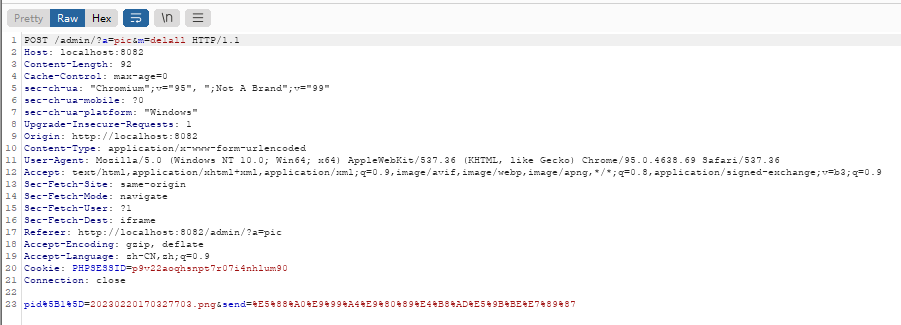 Pretty Raw Hex \n
1 POST /admin/?a=pic&m=delall HTTP/1.1
2 Host: localhost:8082
3 Content-Length: 92
4 Cache-Control: max-age=0
5 sec-ch-ua: "Chromium";v="95", ";Not A Brand";v="99"
6 sec-ch-ua-mobile: ?0
7 sec-ch-ua-platform: "Windows"
8 Upgrade-Insecure-Requests: 1
9 Origin: http://localhost:8082
10 Content-Type: application/x-www-form-urlencoded
11 User-Agent: Mozilla/5.0 (Windows NT 10.0; Win64; x64) AppleWebKit/537.36 (KHTML, like Gecko) Chrome/95.0.4638.69 Safari/537.36
12 Accept: text/html,application/xhtml+xml,application/xml;q=0.9,image/avif,image/webp,image/apng,*/*;q=0.8,application/signed-exchange;v=b3;q=0.9
13 Sec-Fetch-Site: same-origin
14 Sec-Fetch-Mode: navigate
15 Sec-Fetch-User: ?1
16 Sec-Fetch-Dest: iframe
17 Referer: http://localhost:8082/admin/?a=pic
18 Accept-Encoding: gzip, deflate
19 Accept-Language: zh-CN,zh;q=0.9
20 Cookie: PHPSESSID=p9v22aoqhsnpt7r07i4nhlum90
21 Connection: close
22
23 pid%5B1%5D=20230220170327703.png&send=%E5%88%A0%E9%99%A4%E9%80%89%E4%B8%AD%E5%9B%BE%E7%89%87